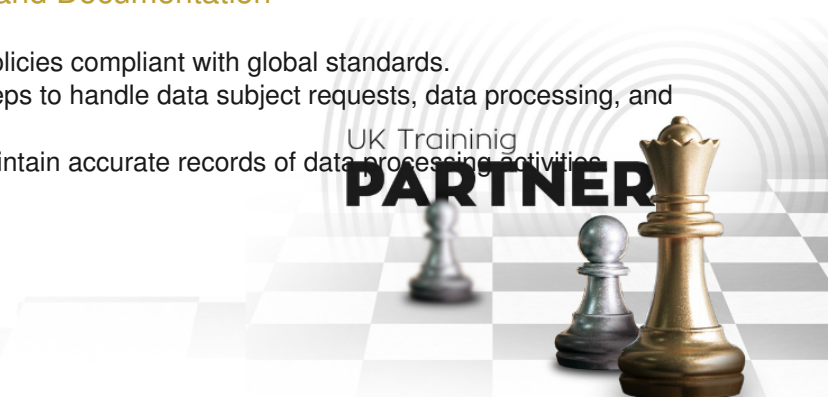 and Documentation
olicies compliant with global standards.
eps to handle data subject requests, data processing, and
intain accurate records of data processing activities.
UK Traininig
PARTNER